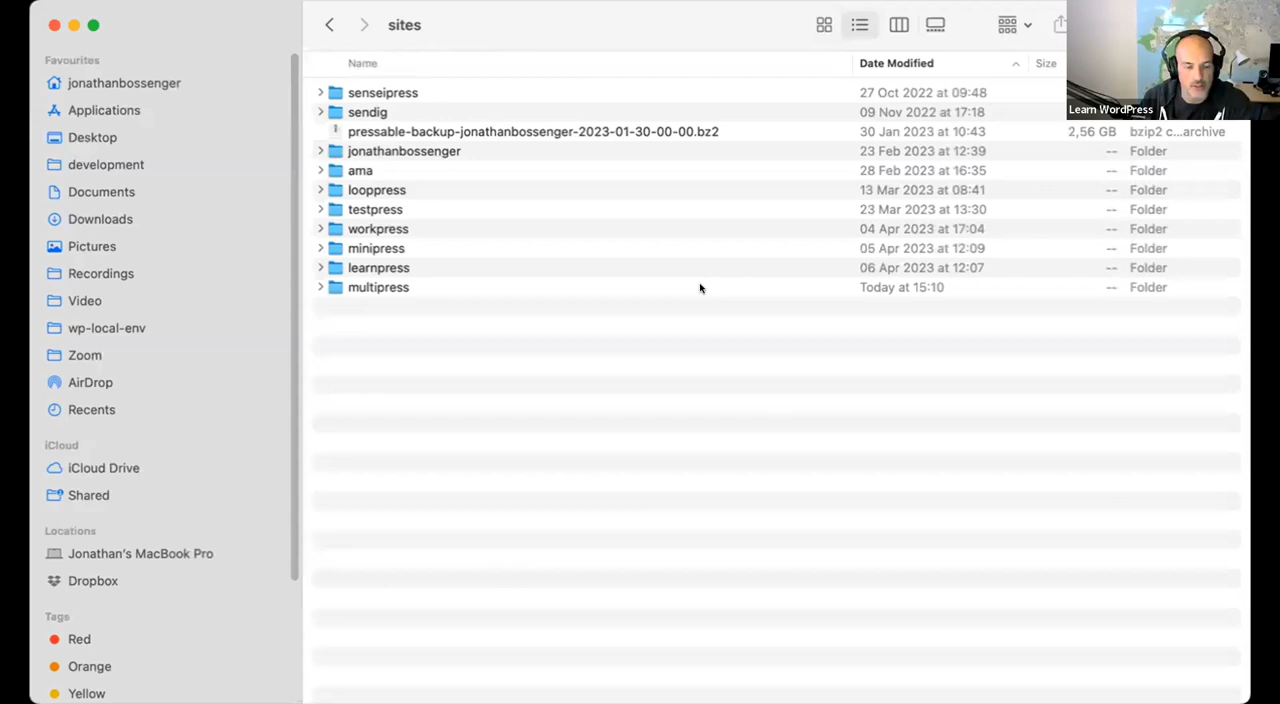 sites
Favourites
jonathanbossenger
Applications
Desktop
development
Documents
Downloads
Pictures
Recordings
Video
wp-local-env
Zoom
AirDrop
Recents
iCloud
iCloud Drive
Shared
Locations
Jonathan's MacBook Pro
Dropbox
Tags
Red
Orange
Yellow
Name Date Modified Size
senseipress 27 Oct 2022 at 09:48
sendig 09 Nov 2022 at 17:18
pressable-backup-jonathanbossenger-2023-01-30-00-00.bz2 30 Jan 2023 at 10:43 2,56 GB bzip2 c...archive
jonathanbossenger 23 Feb 2023 at 12:39 -- Folder
ama 28 Feb 2023 at 16:35 -- Folder
looppress 13 Mar 2023 at 08:41 -- Folder
testpress 23 Mar 2023 at 13:30 -- Folder
workpress 04 Apr 2023 at 17:04 -- Folder
minipress 05 Apr 2023 at 12:09 -- Folder
learnpress 06 Apr 2023 at 12:07 -- Folder
multipress Today at 15:10 -- Folder
Learn WordPress